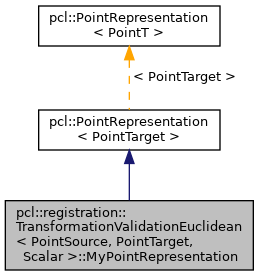 pcl::PointRepresentation
< PointT >
< PointTarget >
pcl::PointRepresentation
< PointTarget >
pcl::registration::
TransformationValidationEuclidean
< PointSource, PointTarget,
Scalar >::MyPointRepresentation